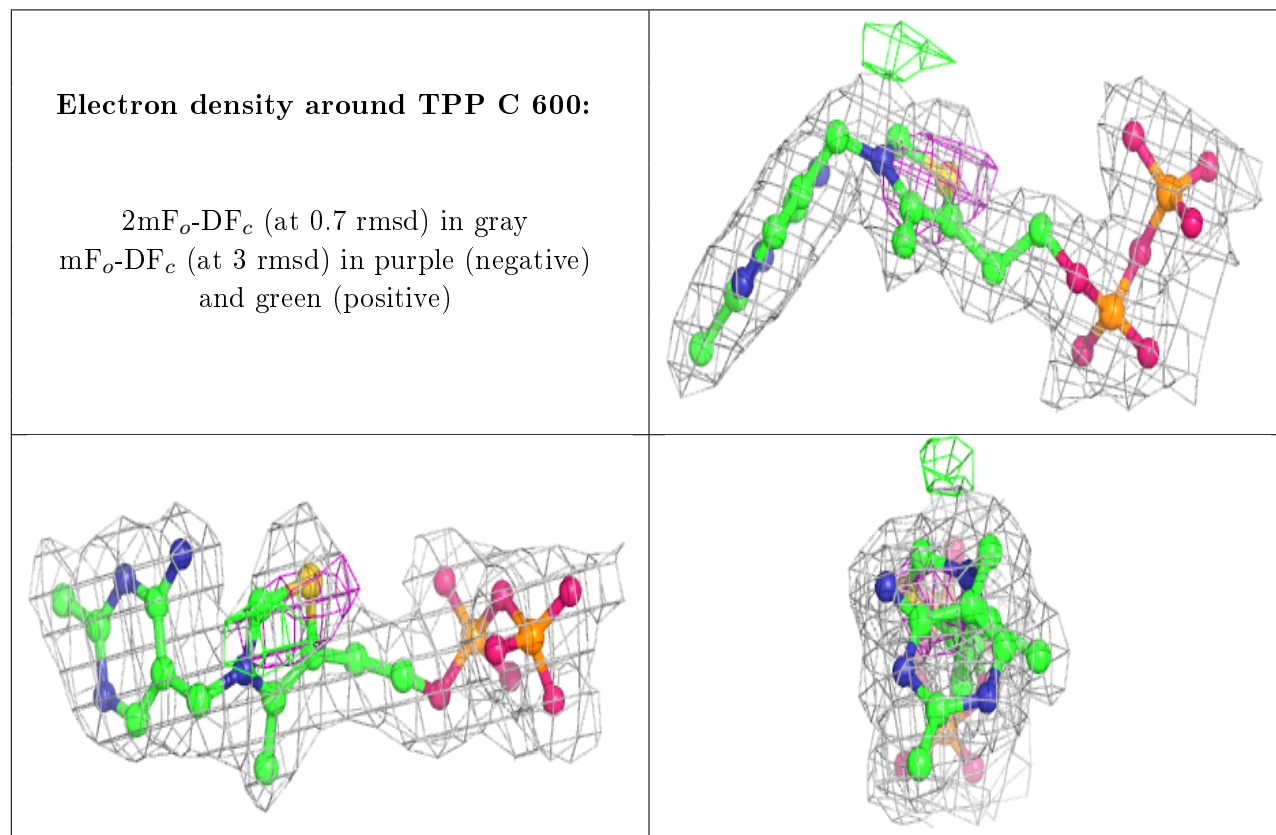 Electron density around TPP C 600:
2mFo-DFc (at 0.7 rmsd) in gray
mFo-DFc (at 3 rmsd) in purple (negative)
and green (positive)